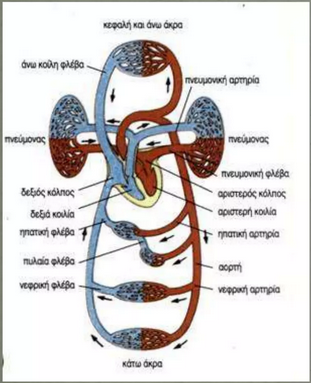 κεφαλή και άνω άκρα
άνω κοίλη φλέβα
πνευμονική αρτηρία
πνεύμονας
πνεύμονας
πνευμονική φλέβα
δεξιός κόλπος
αριστερός κόλπος
δεξιά κοιλία
αριστερή κοιλία
ηπατική φλέβα
ηπατική αρτηρία
πυλαία φλέβα
αορτή
νεφρική φλέβα
νεφρική αρτηρία
κάτω άκρα